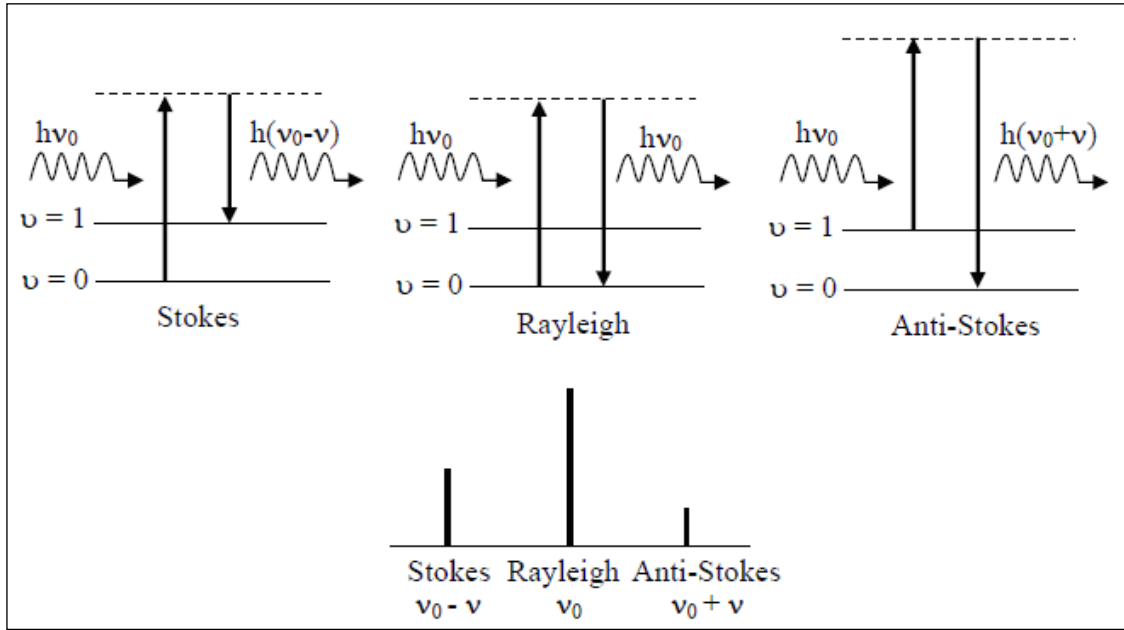 hν₀
h(ν₀-ν)
υ = 1
υ = 0
Stokes
hν₀
hν₀
υ = 1
υ = 0
Rayleigh
hν₀
h(ν₀+ν)
υ = 1
υ = 0
Anti-Stokes
Stokes Rayleigh Anti-Stokes
ν₀ - ν ν₀ ν₀ + ν